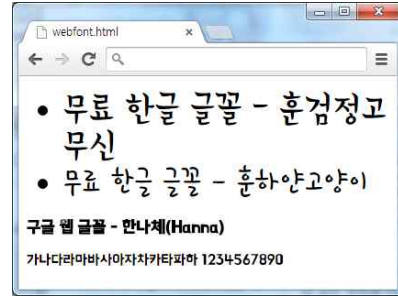 webfont.html
• 무료 한글 글꼴 - 훈검정고
무신
• 무료 한글 글꼴 - 훈하얀고양이
구글 웹 글꼴 - 한나체(Hanna)
가나다라마바사아자차카타파하 1234567890